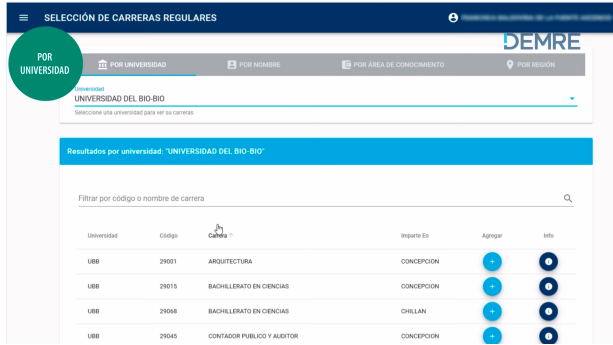 SELECCIÓN DE CARRERAS REGULARES
DEMRE
POR
UNIVERSIDAD
POR UNIVERSIDAD
POR NOMBRE
POR ÁREA DE CONOCIMIENTO
POR REGIÓN
Universidad
UNIVERSIDAD DEL BIO-BIO
Seleccione una universidad para ver su carreras
Resultados por universidad: "UNIVERSIDAD DEL BIO-BIO"
Filtrar por código o nombre de carrera
Universidad Código Carrera ↑ Imparte En Agregar Info
UBB 29001 ARQUITECTURA CONCEPCION +
UBB 29015 BACHILLERATO EN CIENCIAS CONCEPCION +
UBB 29068 BACHILLERATO EN CIENCIAS CHILLAN +
UBB 29045 CONTADOR PUBLICO Y AUDITOR CONCEPCION +